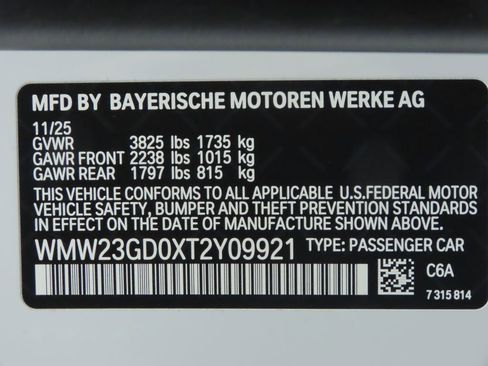 MFD BY BAYERISCHE MOTOREN WERKE AG
11/25
GVWR 3825 lbs 1735 kg
GAWR FRONT 2238 lbs 1015 kg
GAWR REAR 1797 lbs 815 kg
THIS VEHICLE CONFORMS TO ALL APPLICABLE U.S.FEDERAL MOTOR
VEHICLE SAFETY, BUMPER AND THEFT PREVENTION STANDARDS
IN EFFECT ON THE DATE OF MANUFACTURE SHOWN ABOVE.
WMW23GD0XT2Y09921 TYPE: PASSENGER CAR
C6A
7 315 814